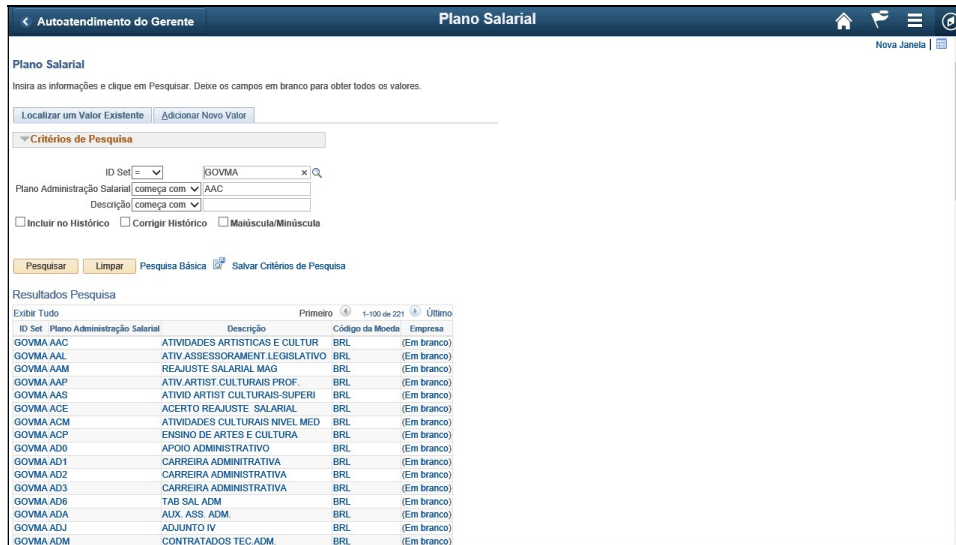 Autoatendimento do Gerente Plano Salarial
Nova Janela
Plano Salarial
Insira as informações e clique em Pesquisar. Deixe os campos em branco para obter todos os valores.
Localizar um Valor Existente Adicionar Novo Valor
Critérios de Pesquisa
ID Set = GOVMA
Plano Administração Salarial começa com AAC
Descrição começa com
Incluir no Histórico Corrigir Histórico Maiúscula/Minúscula
Pesquisar Limpar Pesquisa Básica Salvar Critérios de Pesquisa
Resultados Pesquisa
Exibir Tudo Primeiro 1-100 de 221 Último
ID Set Plano Administração Salarial Descrição Código da Moeda Empresa
GOVMA AAC ATIVIDADES ARTISTICAS E CULTUR BRL (Em branco)
GOVMA AAL ATIV.ASSESSORAMENT.LEGISLATIVO BRL (Em branco)
GOVMA AAM REAJUSTE SALARIAL MAG BRL (Em branco)
GOVMA AAP ATIV.ARTIST.CULTURAIS PROF. BRL (Em branco)
GOVMA AAS ATIVID ARTIST CULTURAIS-SUPERI BRL (Em branco)
GOVMA ACE ACERTO REAJUSTE SALARIAL BRL (Em branco)
GOVMA ACM ATIVIDADES CULTURAIS NIVEL MED BRL (Em branco)
GOVMA ACP ENSINO DE ARTES E CULTURA BRL (Em branco)
GOVMA AD0 APOIO ADMINISTRATIVO BRL (Em branco)
GOVMA AD1 CARREIRA ADMINITRATIVA BRL (Em branco)
GOVMA AD2 CARREIRA ADMINISTRATIVA BRL (Em branco)
GOVMA AD3 CARREIRA ADMINISTRATIVA BRL (Em branco)
GOVMA AD6 TAB SAL ADM BRL (Em branco)
GOVMA ADA AUX. ASS. ADM. BRL (Em branco)
GOVMA ADJ ADJUNTO IV BRL (Em branco)
GOVMA ADM CONTRATADOS TEC.ADM. BRL (Em branco)